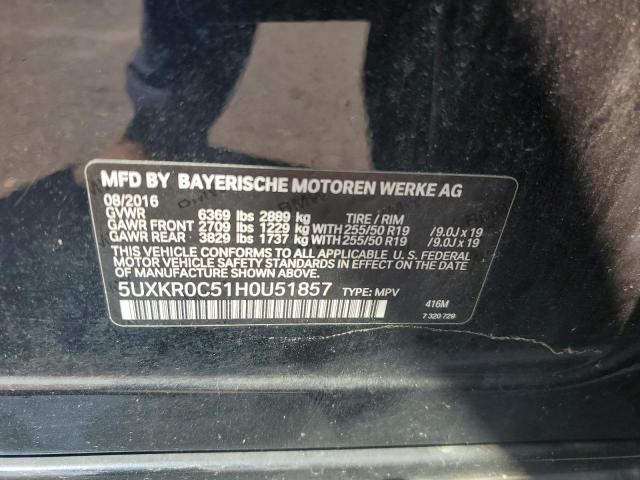 MFD BY BAYERISCHE MOTOREN WERKE AG
08/2016
GVWR 6369 lbs 2889 kg TIRE / RIM
GAWR FRONT 2709 lbs 1229 kg WITH 255/50 R19 /9.0J x 19
GAWR REAR 3829 lbs 1737 kg WITH 255/50 R19 /9.0J x 19
THIS VEHICLE CONFORMS TO ALL APPLICABLE U. S. FEDERAL
MOTOR VEHICLE SAFETY STANDARDS IN
EFFECT ON THE DATE OF MANUFACTURE SHOWN ABOVE.
5UXKR0C51H0U51857 TYPE: MPV
416M
7 320 729